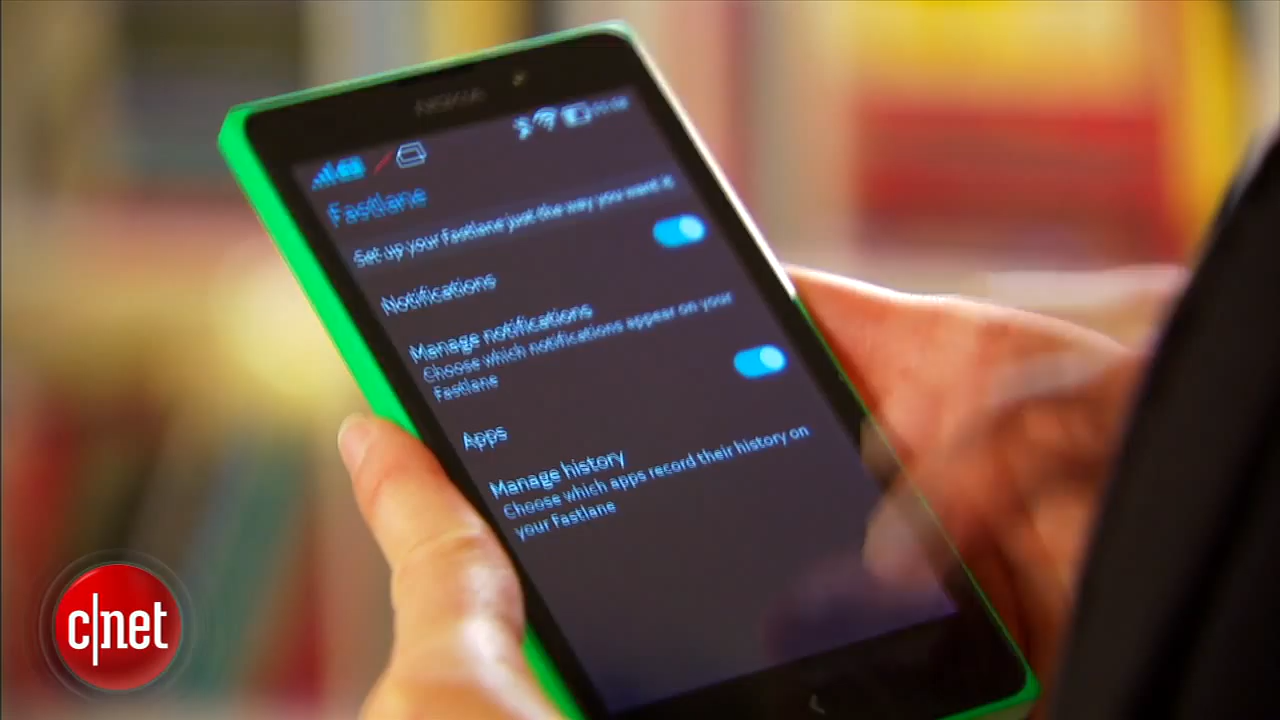 NOKIA
Fastlane
Set up your Fastlane just the way you want it
Notifications
Manage notifications
Choose which notifications appear on your
Fastlane
Apps
Manage history
Choose which apps record their history on
your Fastlane
c|net